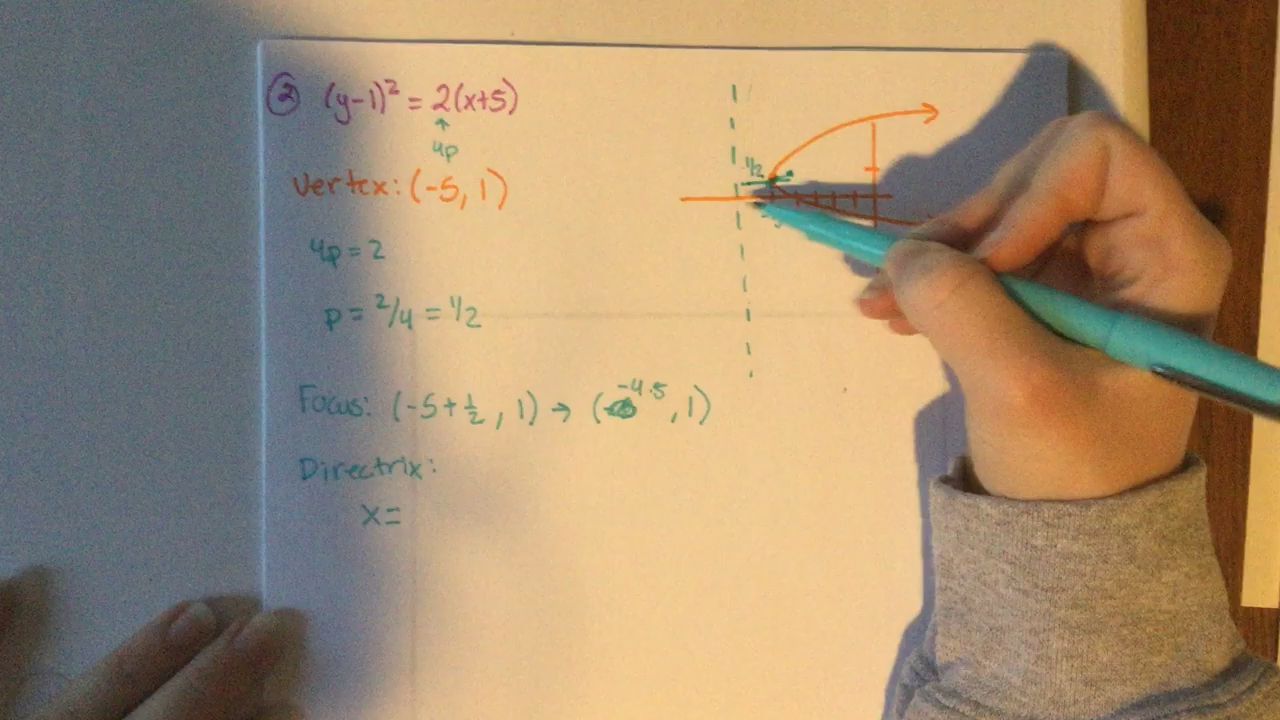 ② (y-1)² = 2(x+5)
↑
4p
Vertex: (-5, 1)
4p = 2
p = 2/4 = 1/2
Focus: (-5 + 1/2, 1) → (-4.5, 1)
Directrix:
x =
1/2